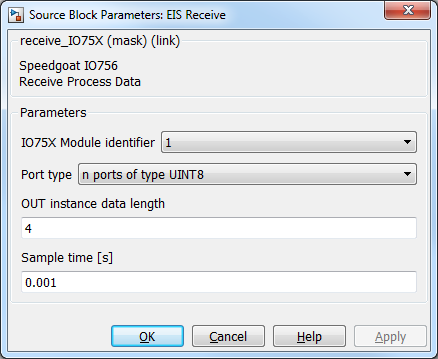 Source Block Parameters: EIS Receive
receive_IO75X (mask) (link)
Speedgoat IO756
Receive Process Data
Parameters
IO75X Module identifier 1
Port type n ports of type UINT8
OUT instance data length
4
Sample time [s]
0.001
OK Cancel Help Apply